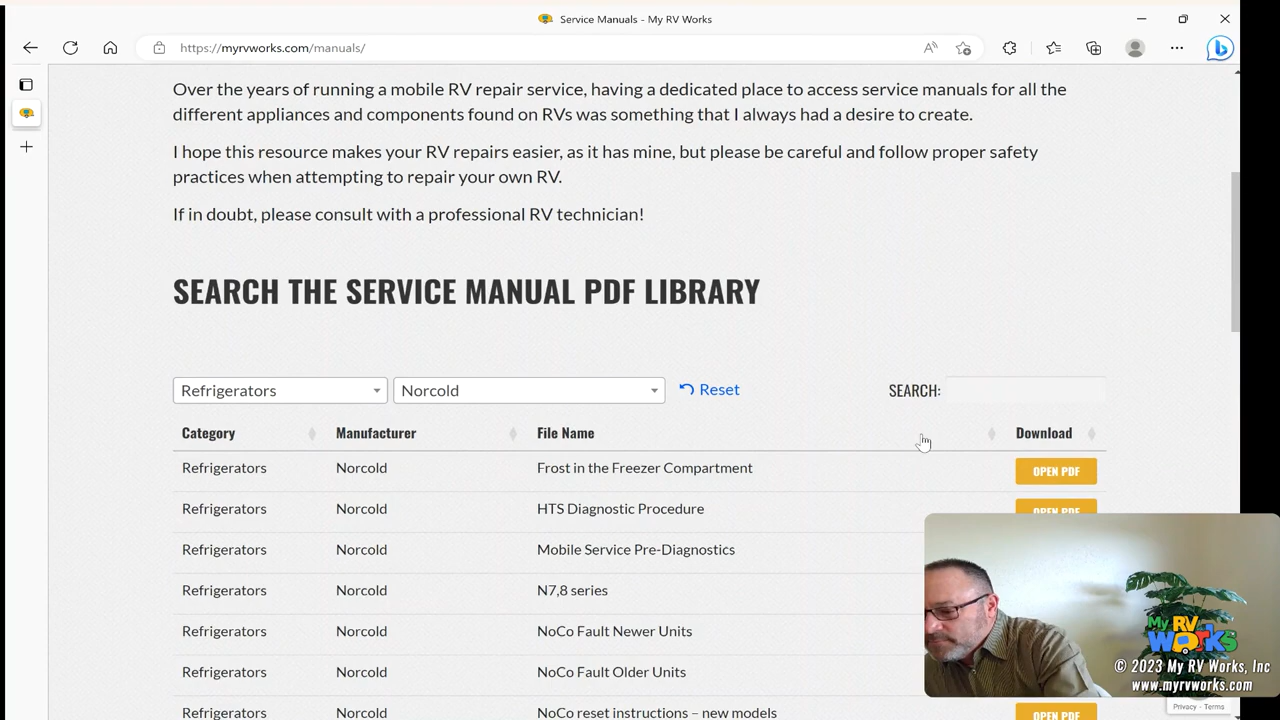 Service Manuals - My RV Works
https://myrvworks.com/manuals/
Over the years of running a mobile RV repair service, having a dedicated place to access service manuals for all the
different appliances and components found on RVs was something that I always had a desire to create.
I hope this resource makes your RV repairs easier, as it has mine, but please be careful and follow proper safety
practices when attempting to repair your own RV.
If in doubt, please consult with a professional RV technician!
SEARCH THE SERVICE MANUAL PDF LIBRARY
Refrigerators Norcold Reset SEARCH:
Category Manufacturer File Name Download
Refrigerators Norcold Frost in the Freezer Compartment OPEN PDF
Refrigerators Norcold HTS Diagnostic Procedure OPEN PDF
Refrigerators Norcold Mobile Service Pre-Diagnostics
Refrigerators Norcold N7,8 series
Refrigerators Norcold NoCo Fault Newer Units
Refrigerators Norcold NoCo Fault Older Units
Refrigerators Norcold NoCo reset instructions – new models OPEN PDF
My RV Works
© 2023 My RV Works, Inc
www.myrvworks.com
Privacy - Terms